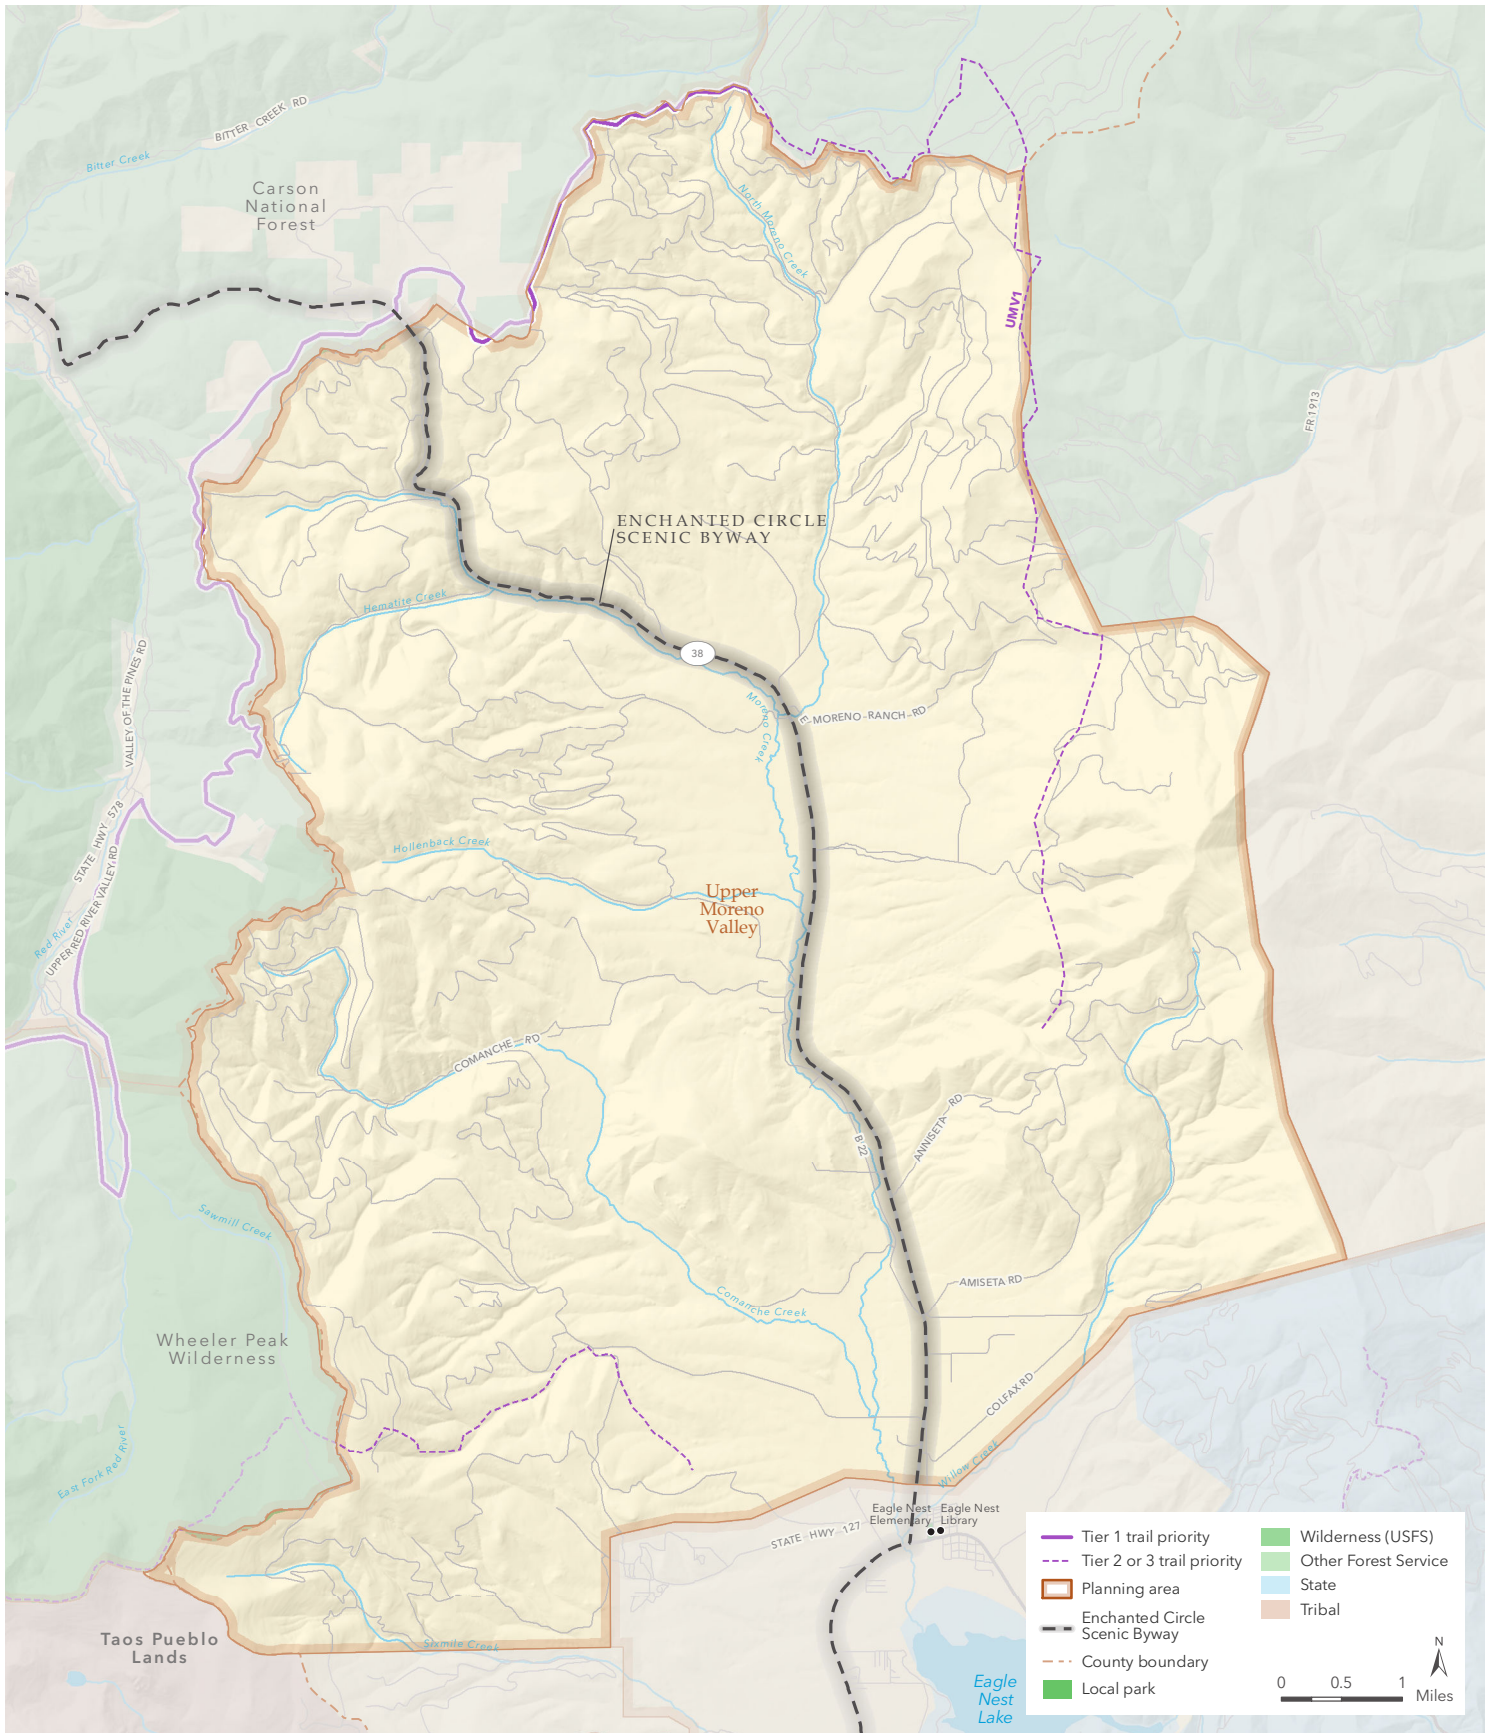 BITTER CREEK RD
Bitter Creek
Carson
National
Forest
North Moreno Creek
UMV1
FR 1913
ENCHANTED CIRCLE
SCENIC BYWAY
Hematite Creek
38
VALLEY OF THE PINES RD
Moreno Creek
E MORENO RANCH RD
STATE HWY 578
Hollenback Creek
UPPER RED RIVER VALLEY RD
Upper
Moreno
Valley
Red River
COMANCHE RD
ANNISETA RD
B 22
Sawmill Creek
AMISETA RD
Comanche Creek
Wheeler Peak
Wilderness
COLFAX RD
East Fork Red River
Willow Creek
Eagle Nest
Elementary
Eagle Nest
Library
STATE HWY 127
Taos Pueblo
Lands
Sixmile Creek
Eagle
Nest
Lake
Tier 1 trail priority
Tier 2 or 3 trail priority
Planning area
Enchanted Circle
Scenic Byway
County boundary
Local park
Wilderness (USFS)
Other Forest Service
State
Tribal
N
0 0.5 1
Miles